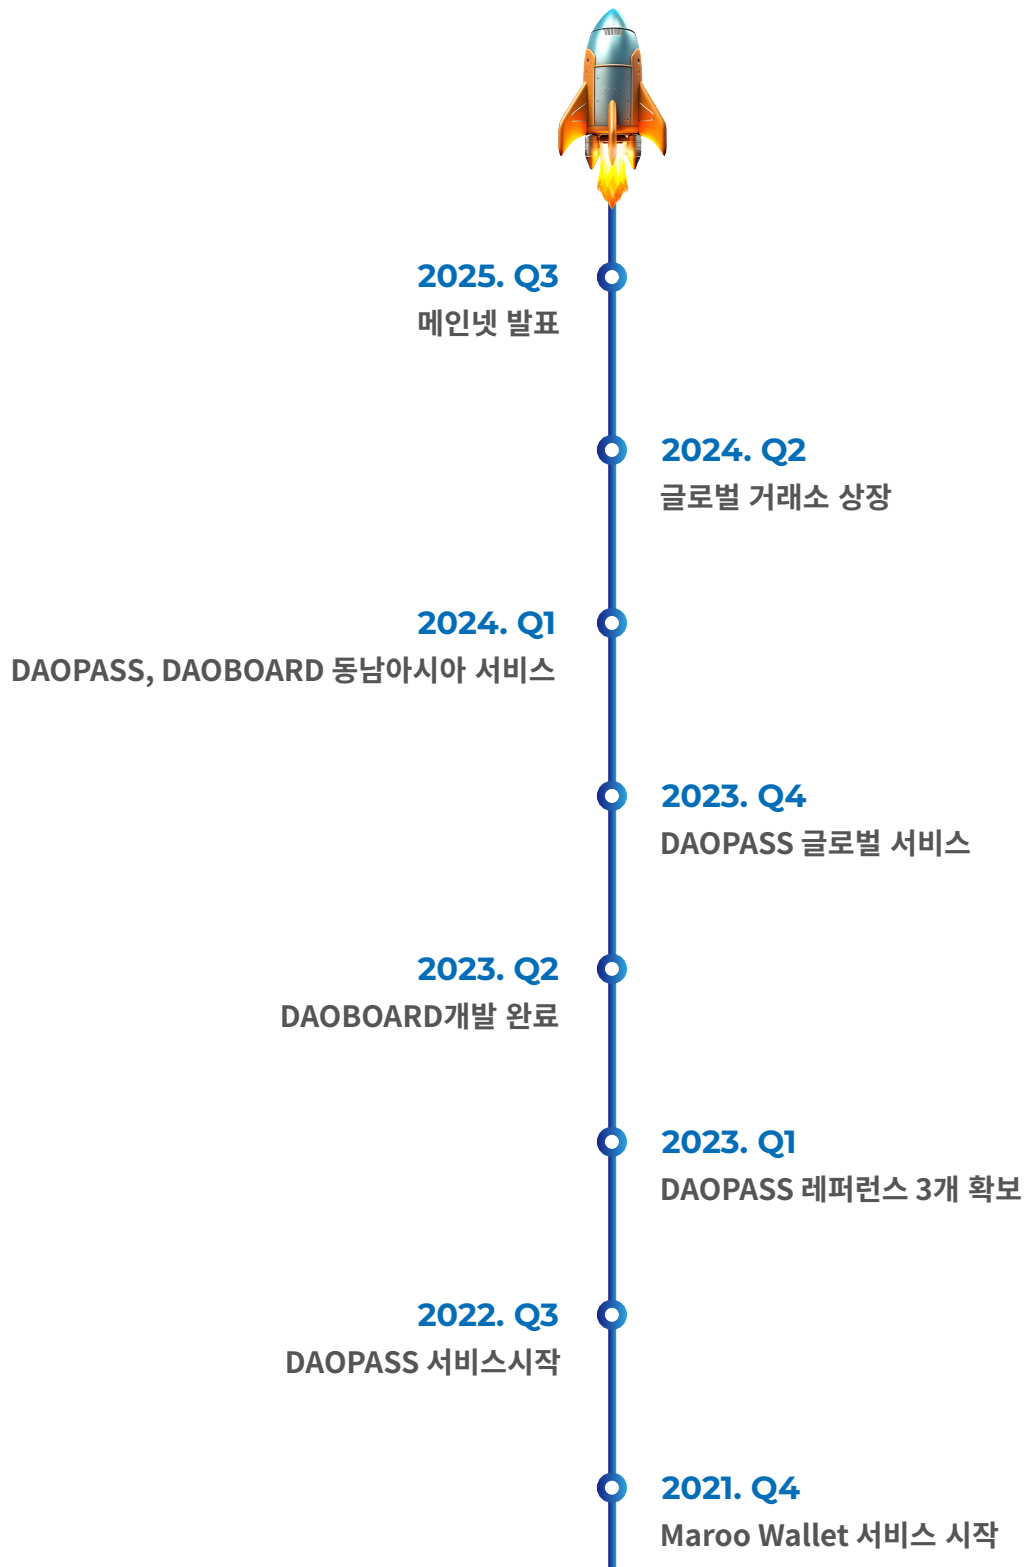 2025. Q3
메인넷 발표
2024. Q2
글로벌 거래소 상장
2024. Q1
DAOPASS, DAOBOARD 동남아시아 서비스
2023. Q4
DAOPASS 글로벌 서비스
2023. Q2
DAOBOARD개발 완료
2023. Q1
DAOPASS 레퍼런스 3개 확보
2022. Q3
DAOPASS 서비스시작
2021. Q4
Maroo Wallet 서비스 시작